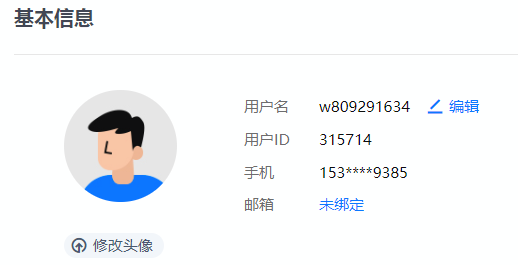 基本信息
用户名 w809291634 编辑
用户ID 315714
手机 153****9385
邮箱 未绑定
修改头像